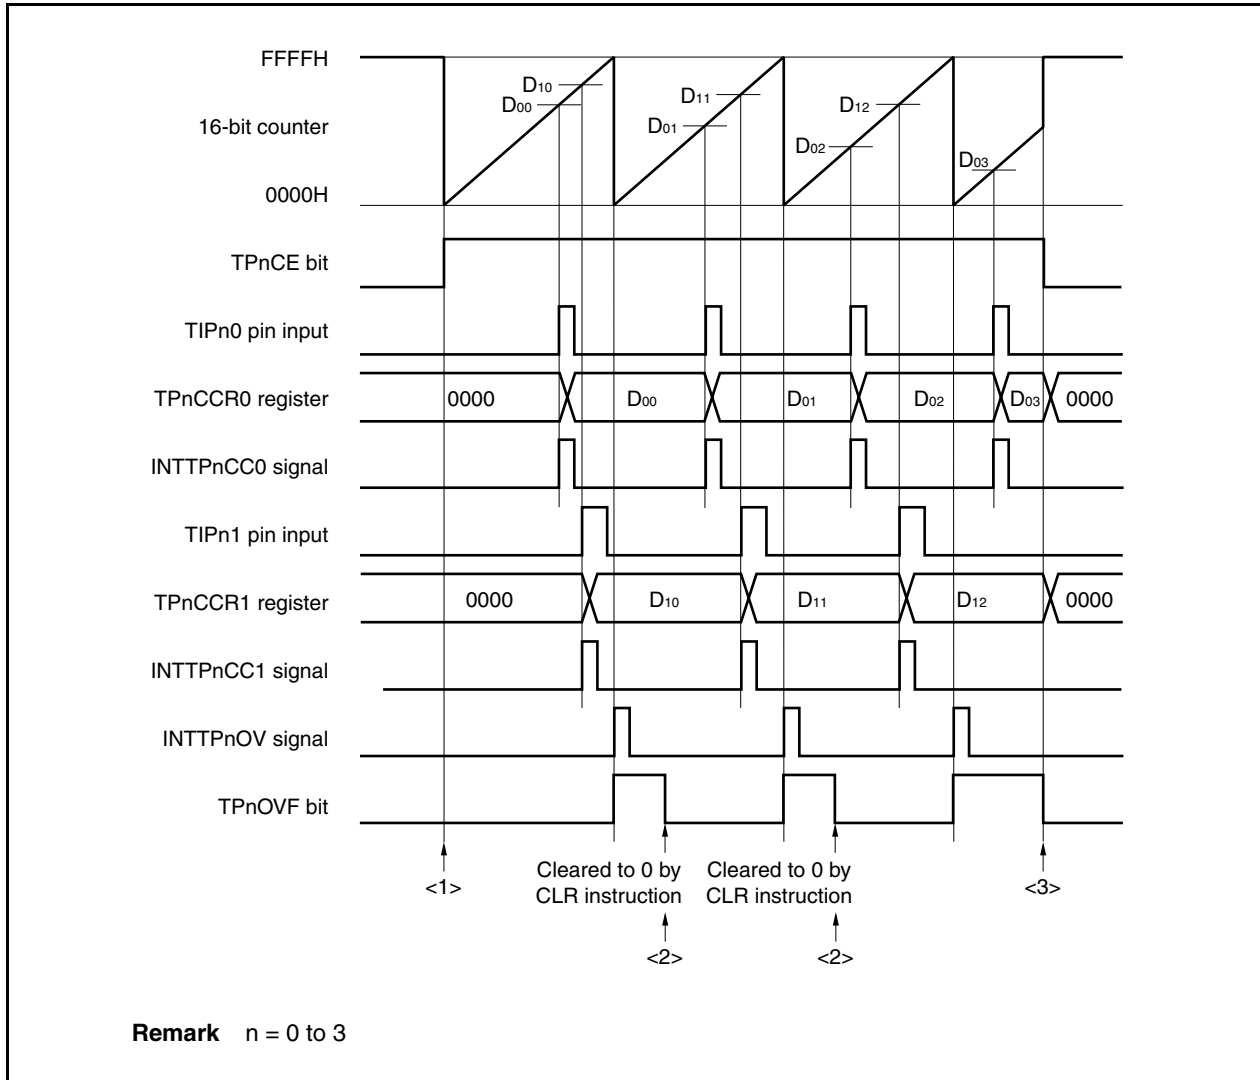 FFFFH
D10
D00
D11
D01
D12
D02
D03
16-bit counter
0000H
TPnCE bit
TIPn0 pin input
TPnCCR0 register
0000 D00 D01 D02 D03 0000
INTTPnCC0 signal
TIPn1 pin input
TPnCCR1 register
0000 D10 D11 D12 0000
INTTPnCC1 signal
INTTPnOV signal
TPnOVF bit
Cleared to 0 by
CLR instruction
Cleared to 0 by
CLR instruction
<1>
<3>
<2>
<2>
Remark n = 0 to 3